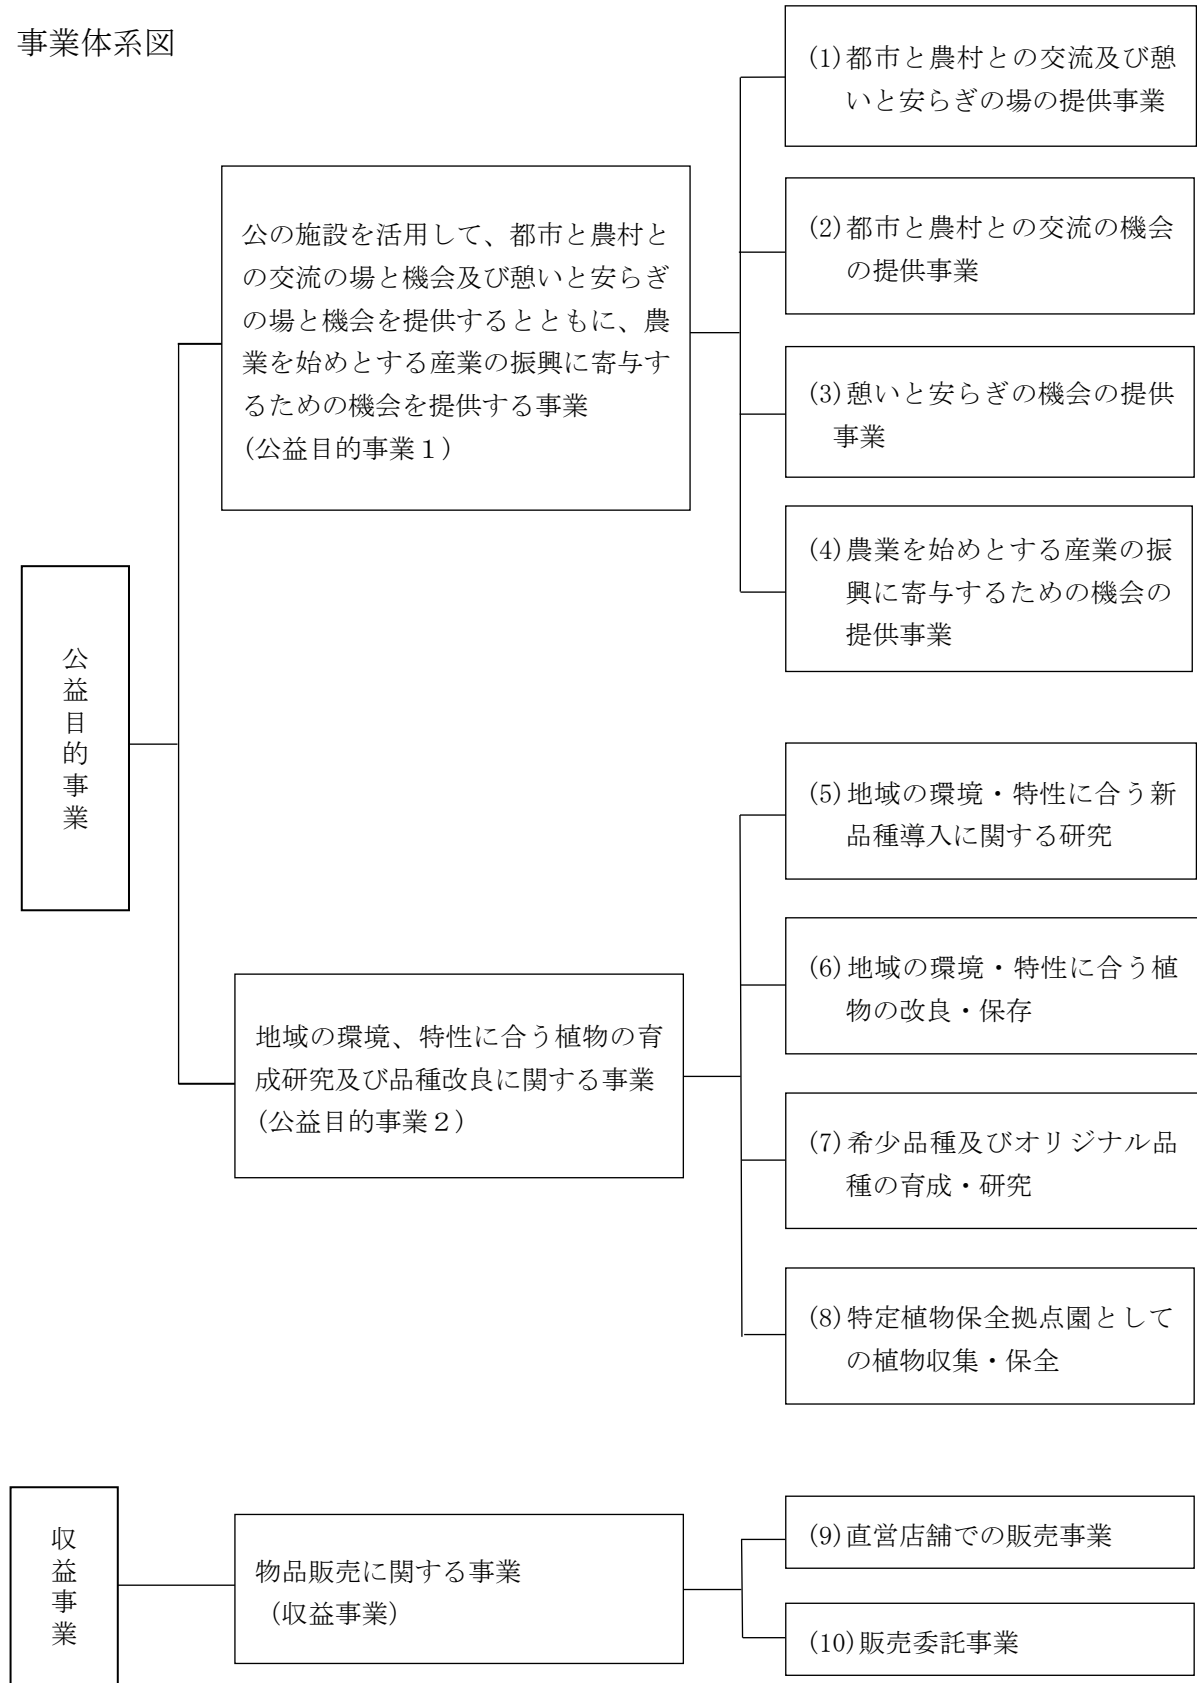 事業体系図
(1)都市と農村との交流及び憩
いと安らぎの場の提供事業
公の施設を活用して、都市と農村と
の交流の場と機会及び憩いと安らぎ
の場と機会を提供するとともに、農
業を始めとする産業の振興に寄与す
るための機会を提供する事業
(公益目的事業１)
(2)都市と農村との交流の機会
の提供事業
(3)憩いと安らぎの機会の提供
事業
(4)農業を始めとする産業の振
興に寄与するための機会の
提供事業
公益目的事業
(5)地域の環境・特性に合う新
品種導入に関する研究
(6)地域の環境・特性に合う植
物の改良・保存
地域の環境、特性に合う植物の育
成研究及び品種改良に関する事業
(公益目的事業２)
(7)希少品種及びオリジナル品
種の育成・研究
(8)特定植物保全拠点園として
の植物収集・保全
収益事業
物品販売に関する事業
（収益事業）
(9)直営店舗での販売事業
(10)販売委託事業